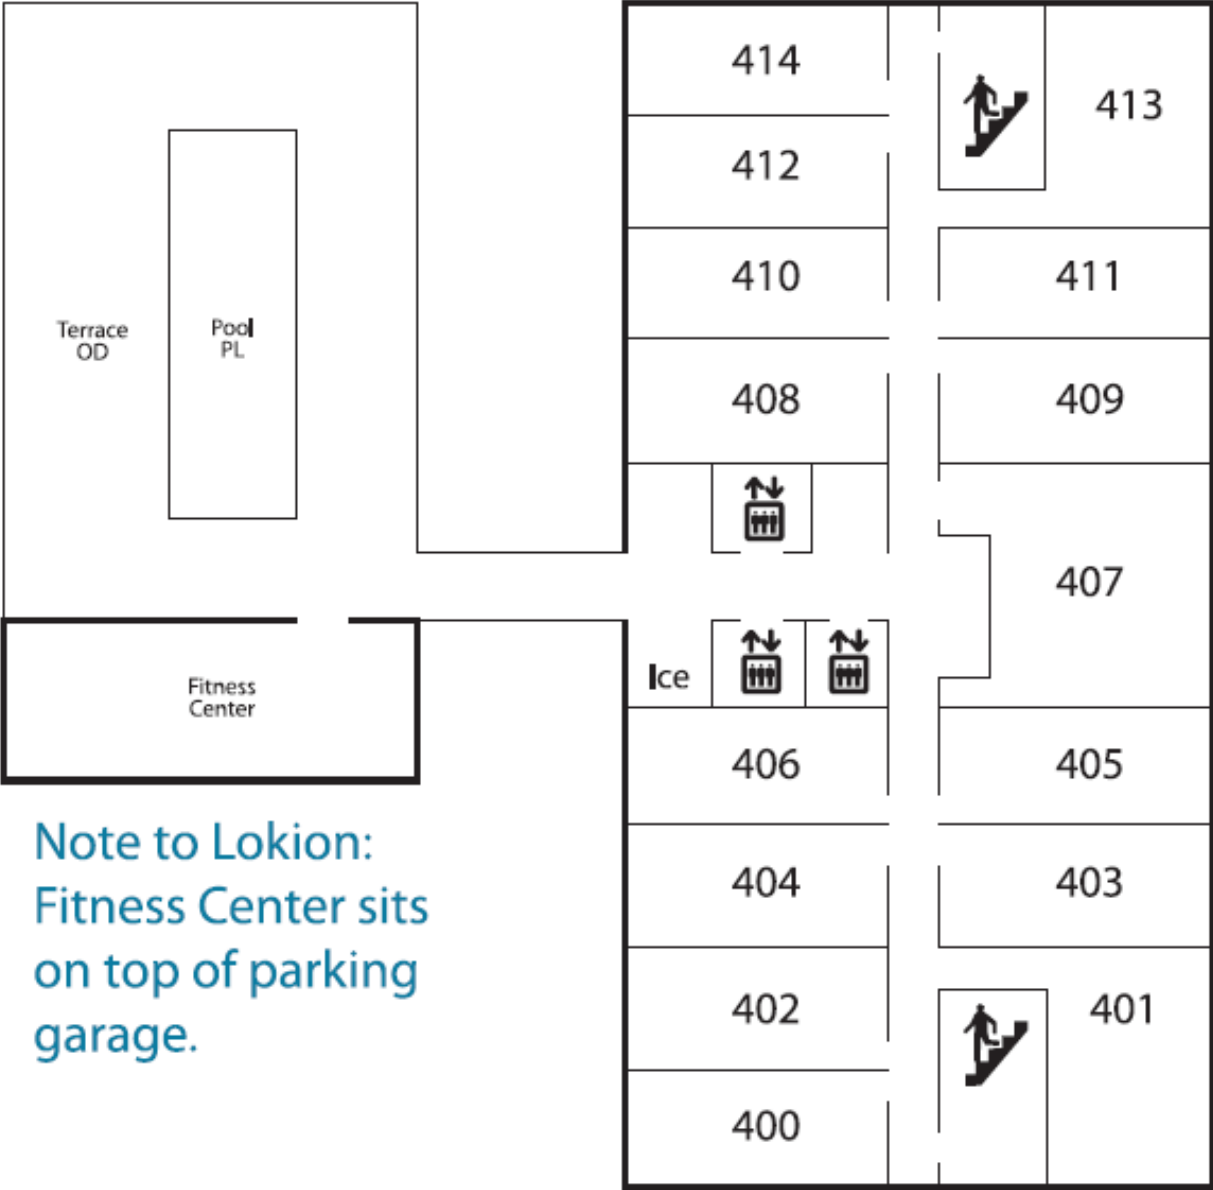 414
413
412
410
411
Terrace
OD
Pool
PL
408
409
407
Ice
Fitness
Center
406
405
Note to Lokion:
Fitness Center sits
on top of parking
garage.
404
403
402
401
400